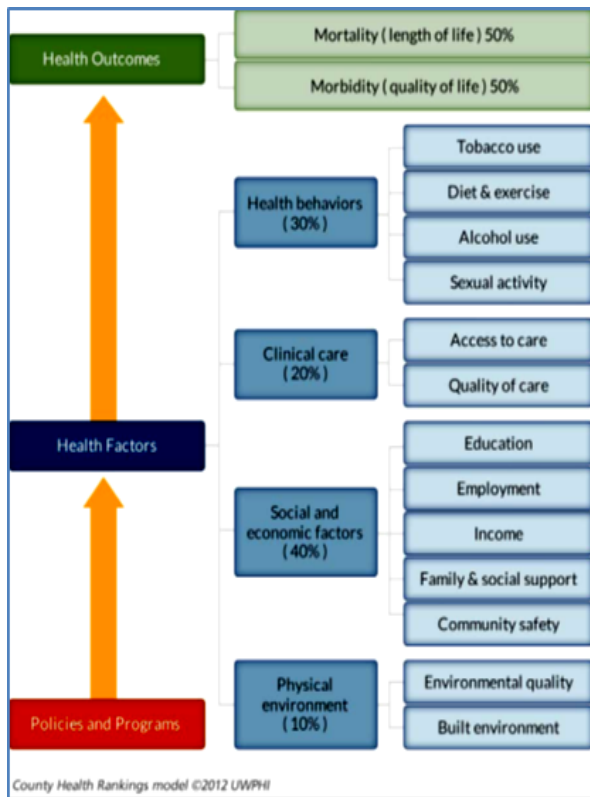 Health Outcomes
Mortality ( length of life ) 50%
Morbidity ( quality of life ) 50%
Health Factors
Health behaviors
( 30% )
Tobacco use
Diet & exercise
Alcohol use
Sexual activity
Clinical care
( 20% )
Access to care
Quality of care
Social and
economic factors
( 40% )
Education
Employment
Income
Family & social support
Community safety
Physical
environment
( 10% )
Environmental quality
Built environment
Policies and Programs
County Health Rankings model ©2012 UWPHI